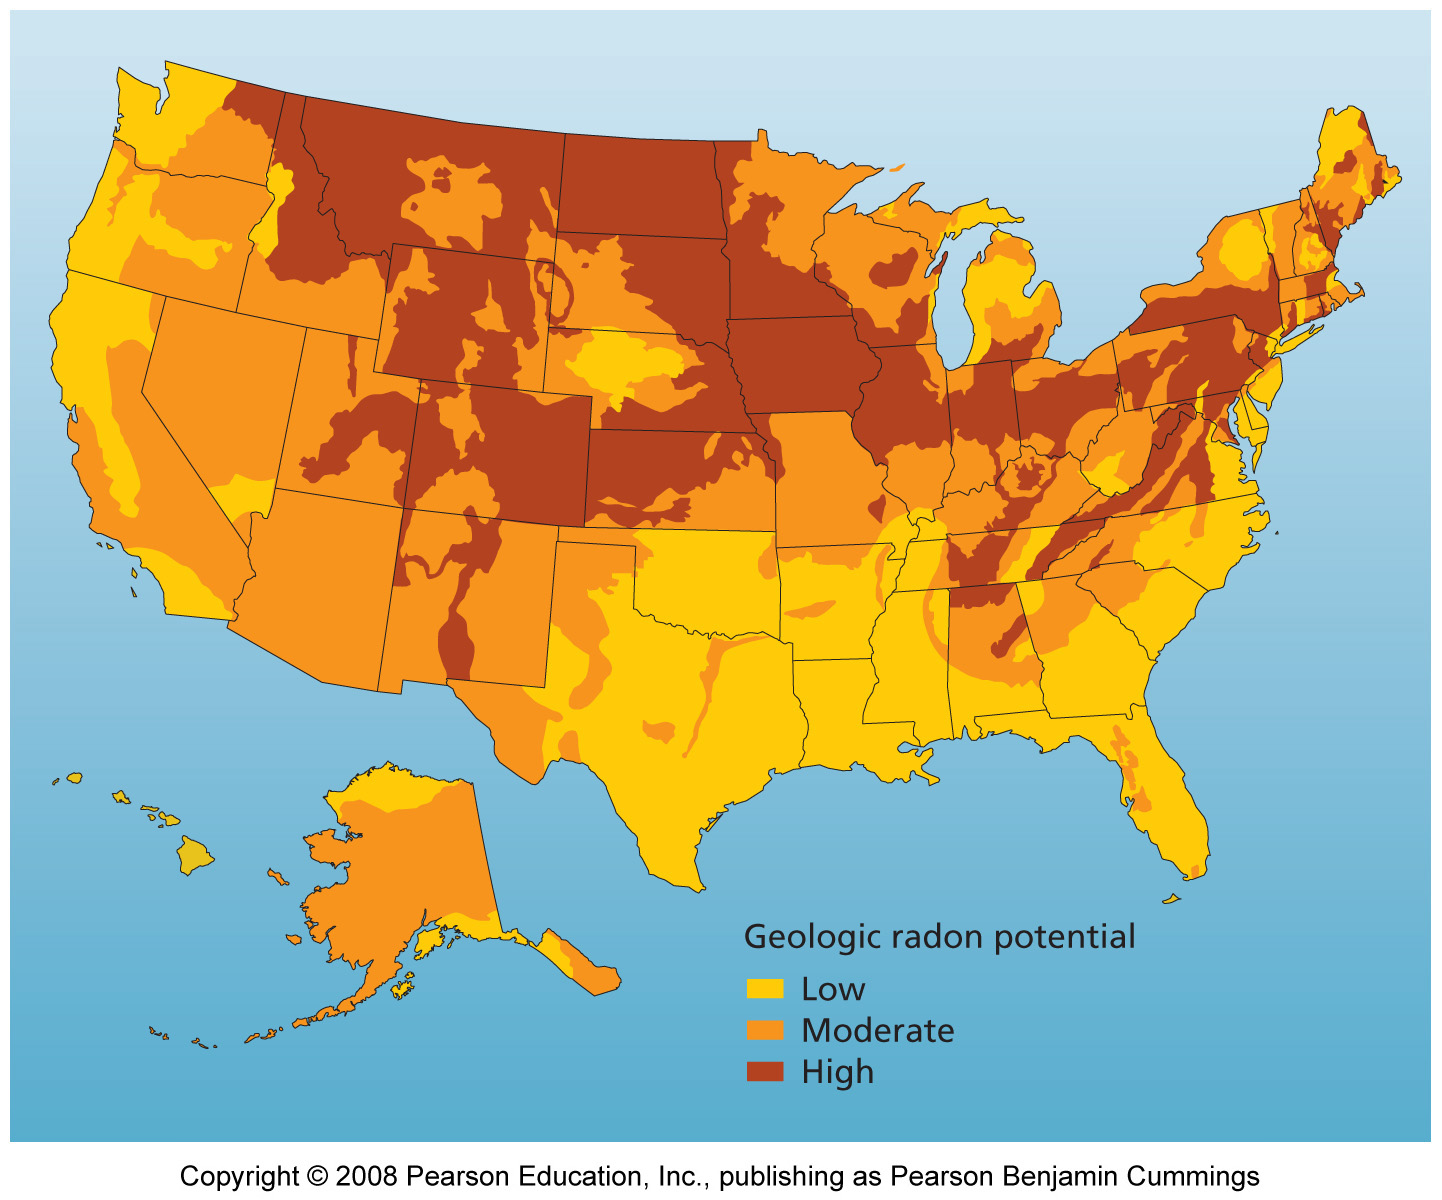 Geologic radon potential
Low
Moderate
High
Copyright © 2008 Pearson Education, Inc., publishing as Pearson Benjamin Cummings